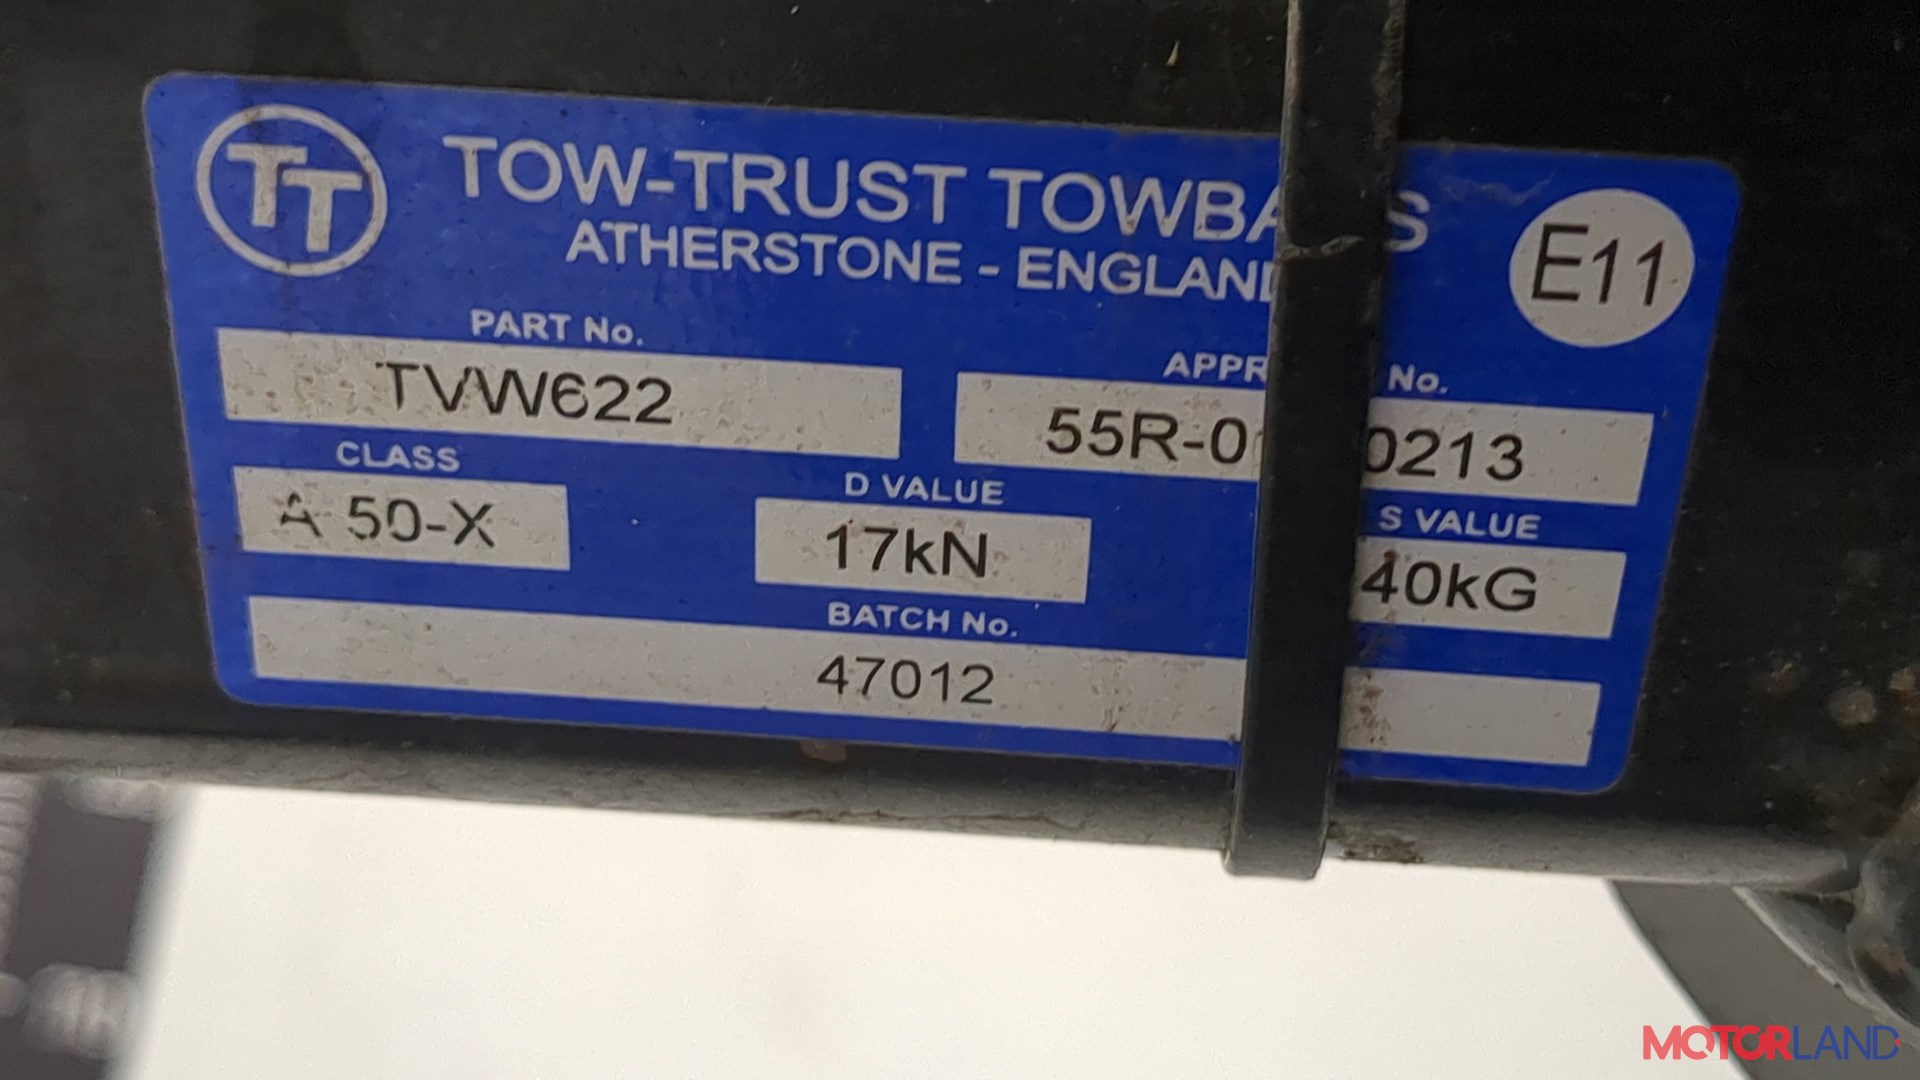 TT
TOW-TRUST TOWBA S
ATHERSTONE - ENGLAN
E11
PART No.
TVW622
APPR No.
55R-0 0213
CLASS
A 50-X
D VALUE
17kN
S VALUE
40kG
BATCH No.
47012
MOTORLAND